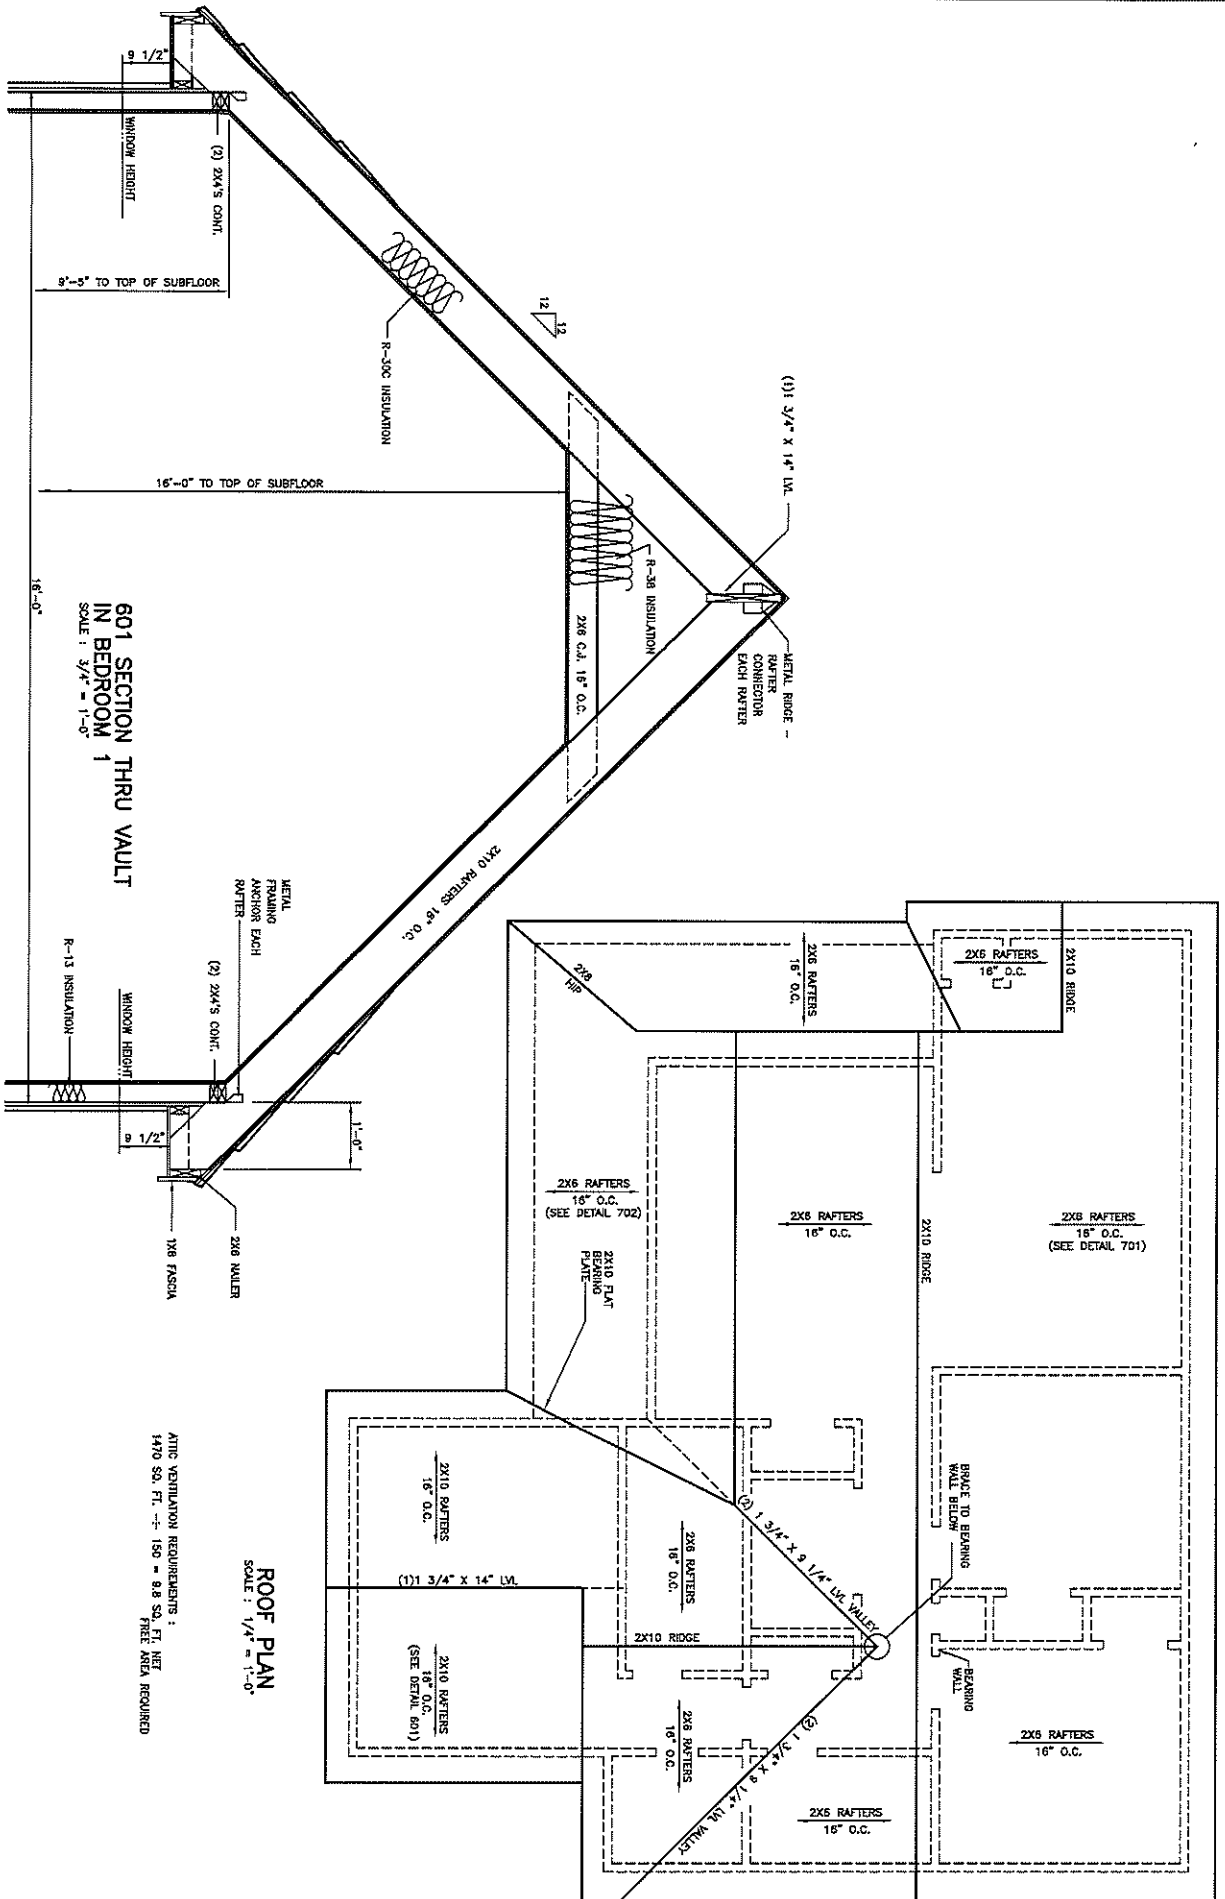 9 1/2"
WINDOW HEIGHT
(2) 2X4'S CONT.
9'-5" TO TOP OF SUBFLOOR
R-30C INSULATION
12
12
(1)1 3/4" X 14" LVL
16'-0" TO TOP OF SUBFLOOR
R-38 INSULATION
2X6 C.J. 16" O.C.
METAL RIDGE -
RAFTER
CONNECTOR
EACH RAFTER
16'-0"
601 SECTION THRU VAULT
IN BEDROOM 1
SCALE : 3/4" = 1'-0"
2X10 RAFTERS 16" O.C.
METAL
FRAMING
ANCHOR EACH
RAFTER
(2) 2X4'S CONT.
R-13 INSULATION
WINDOW HEIGHT
9 1/2"
1'-0"
2X6 NAILER
1X8 FASCIA
2X6 RAFTERS
16" O.C.
2X10 RIDGE
2X6 RAFTERS
16" O.C.
2X8
HIP
2X6 RAFTERS
16" O.C.
(SEE DETAIL 702)
2X6 RAFTERS
16" O.C.
2X10 RIDGE
2X6 RAFTERS
16" O.C.
(SEE DETAIL 701)
2X10 FLAT
BEARING
PLATE
BRACE TO BEARING
WALL BELOW
2X10 RAFTERS
16" O.C.
2X6 RAFTERS
16" O.C.
(2) 1 3/4" X 9 1/4" LVL VALLEY
(1)1 3/4" X 14" LVL
2X10 RIDGE
BEARING
WALL
2X10 RAFTERS
16" O.C.
(SEE DETAIL 601)
2X6 RAFTERS
16" O.C.
(2) 1 3/4" X 9 1/4" LVL VALLEY
2X6 RAFTERS
16" O.C.
2X6 RAFTERS
16" O.C.
ROOF PLAN
SCALE : 1/4" = 1'-0"
ATTIC VENTILATION REQUIREMENTS :
1470 SQ. FT. ÷ 150 = 9.8 SQ. FT. NET
FREE AREA REQUIRED